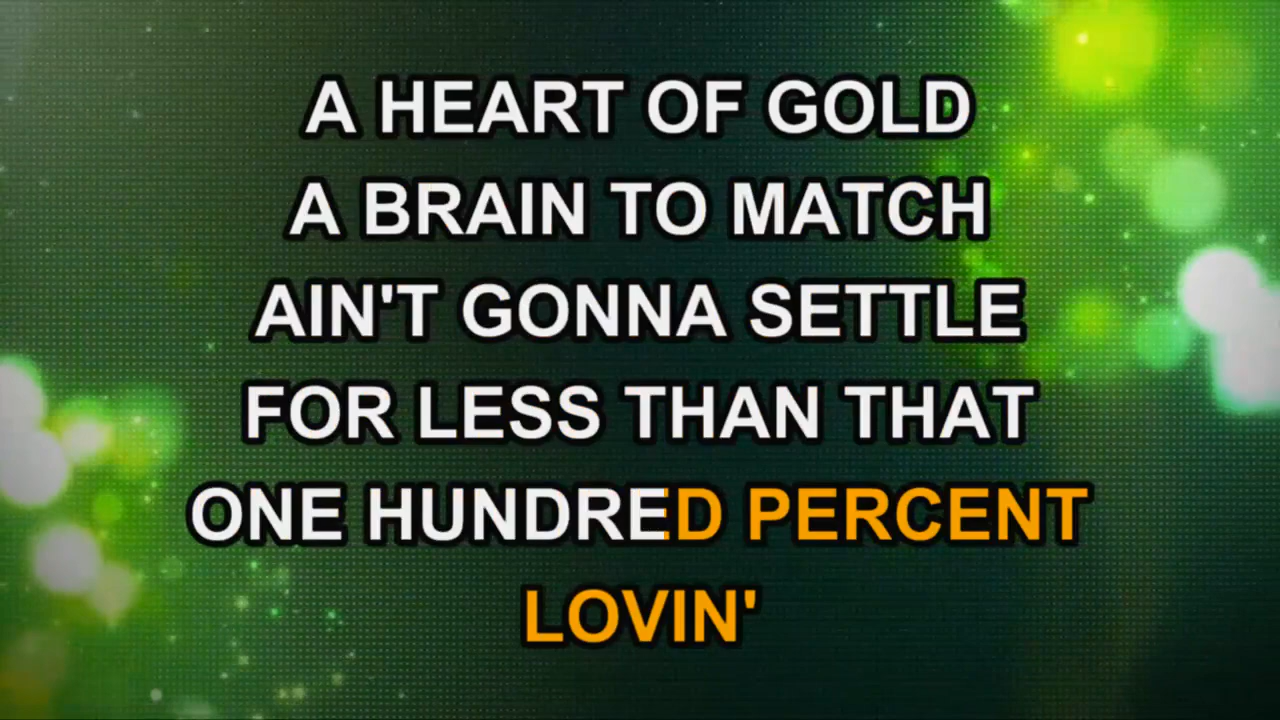 A HEART OF GOLD
A BRAIN TO MATCH
AIN'T GONNA SETTLE
FOR LESS THAN THAT
ONE HUNDRED PERCENT
LOVIN'